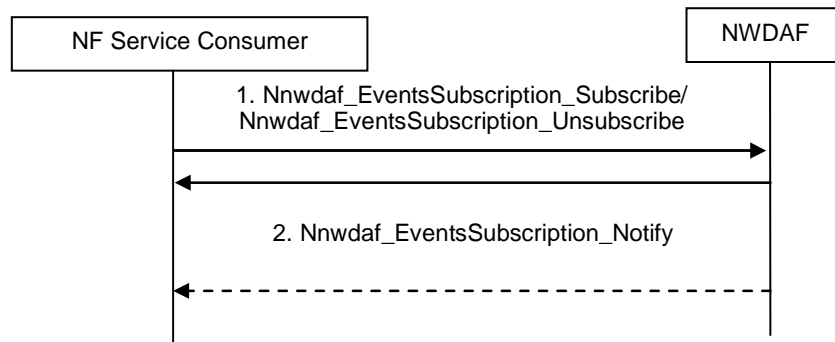 NF Service Consumer
NWDAF
1. Nnwdaf_EventsSubscription_Subscribe/
Nnwdaf_EventsSubscription_Unsubscribe
2. Nnwdaf_EventsSubscription_Notify